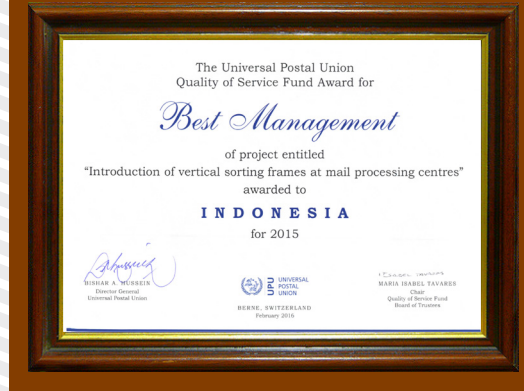 The Universal Postal Union
Quality of Service Fund Award for
Best Management
of project entitled
“Introduction of vertical sorting frames at mail processing centres”
awarded to
INDONESIA
for 2015
BISHAR A. HUSSEIN
Director General
Universal Postal Union
UPU
UNIVERSAL
POSTAL
UNION
BERNE, SWITZERLAND
February 2016
MARIA ISABEL TAVARES
Chair
Quality of Service Fund
Board of Trustees